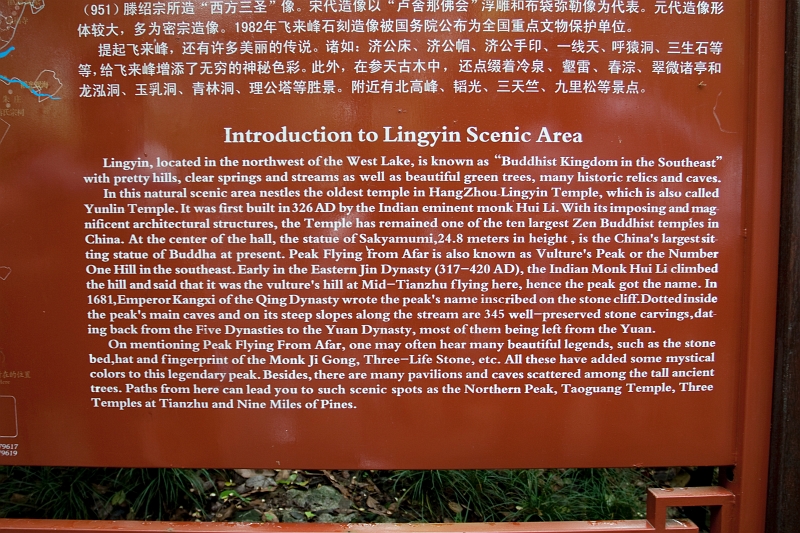 (951)滕绍宗所造“西方三圣”像。宋代造像以“卢舍那佛会”浮雕和布袋弥勒像为代表。元代造像形
体较大，多为密宗造像。1982年飞来峰石刻造像被国务院公布为全国重点文物保护单位。
提起飞来峰，还有许多美丽的传说。诸如：济公床、济公帽、济公手印、一线天、呼猿洞、三生石等
等，给飞来峰增添了无穷的神秘色彩。此外，在参天古木中，还点缀着冷泉、壑雷、春淙、翠微诸亭和
龙泓洞、玉乳洞、青林洞、理公塔等胜景。附近有北高峰、韬光、三天竺、九里松等景点。
Introduction to Lingyin Scenic Area
Lingyin, located in the northwest of the West Lake, is known as “Buddhist Kingdom in the Southeast”
with pretty hills, clear springs and streams as well as beautiful green trees, many historic relics and caves.
In this natural scenic area nestles the oldest temple in HangZhou-Lingyin Temple, which is also called
Yunlin Temple. It was first built in 326 AD by the Indian eminent monk Hui Li. With its imposing and mag-
nificent architectural structures, the Temple has remained one of the ten largest Zen Buddhist temples in
China. At the center of the hall, the statue of Sakyamumi,24.8 meters in height , is the China's largest sit-
ting statue of Buddha at present. Peak Flying from Afar is also known as Vulture's Peak or the Number
One Hill in the southeast. Early in the Eastern Jin Dynasty (317—420 AD), the Indian Monk Hui Li climbed
the hill and said that it was the vulture's hill at Mid—Tianzhu flying here, hence the peak got the name. In
1681,Emperor Kangxi of the Qing Dynasty wrote the peak's name inscribed on the stone cliff.Dotted inside
the peak's main caves and on its steep slopes along the stream are 345 well—preserved stone carvings,dat-
ing back from the Five Dynasties to the Yuan Dynasty, most of them being left from the Yuan.
On mentioning Peak Flying From Afar, one may often hear many beautiful legends, such as the stone
bed,hat and fingerprint of the Monk Ji Gong, Three—Life Stone, etc. All these have added some mystical
colors to this legendary peak. Besides, there are many pavilions and caves scattered among the tall ancient
trees. Paths from here can lead you to such scenic spots as the Northern Peak, Taoguang Temple, Three
Temples at Tianzhu and Nine Miles of Pines.
79617
79619